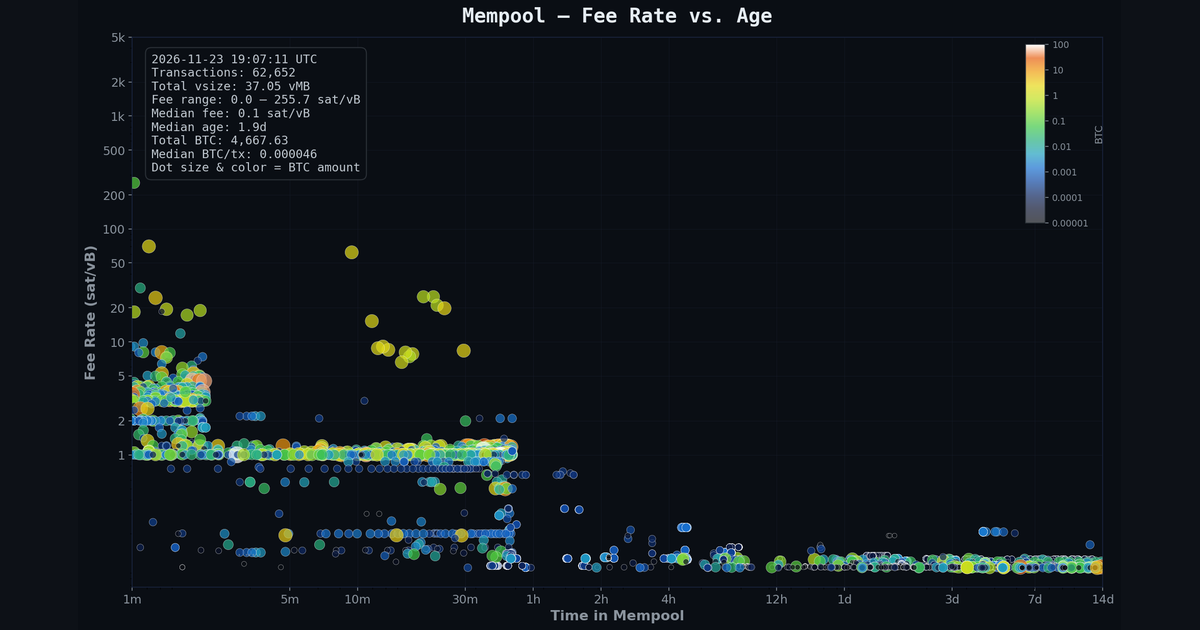 Mempool — Fee Rate vs. Age
2026-11-23 19:07:11 UTC
Transactions: 62,652
Total vsize: 37.05 vMB
Fee range: 0.0 — 255.7 sat/vB
Median fee: 0.1 sat/vB
Median age: 1.9d
Total BTC: 4,667.63
Median BTC/tx: 0.000046
Dot size & color = BTC amount
Fee Rate (sat/vB)
5k
2k
1k
500
200
100
50
20
10
5
2
1
100
10
1
0.1
0.01
0.001
0.0001
0.00001
BTC
1m
5m
10m
30m
1h
2h
4h
12h
1d
3d
7d
14d
Time in Mempool